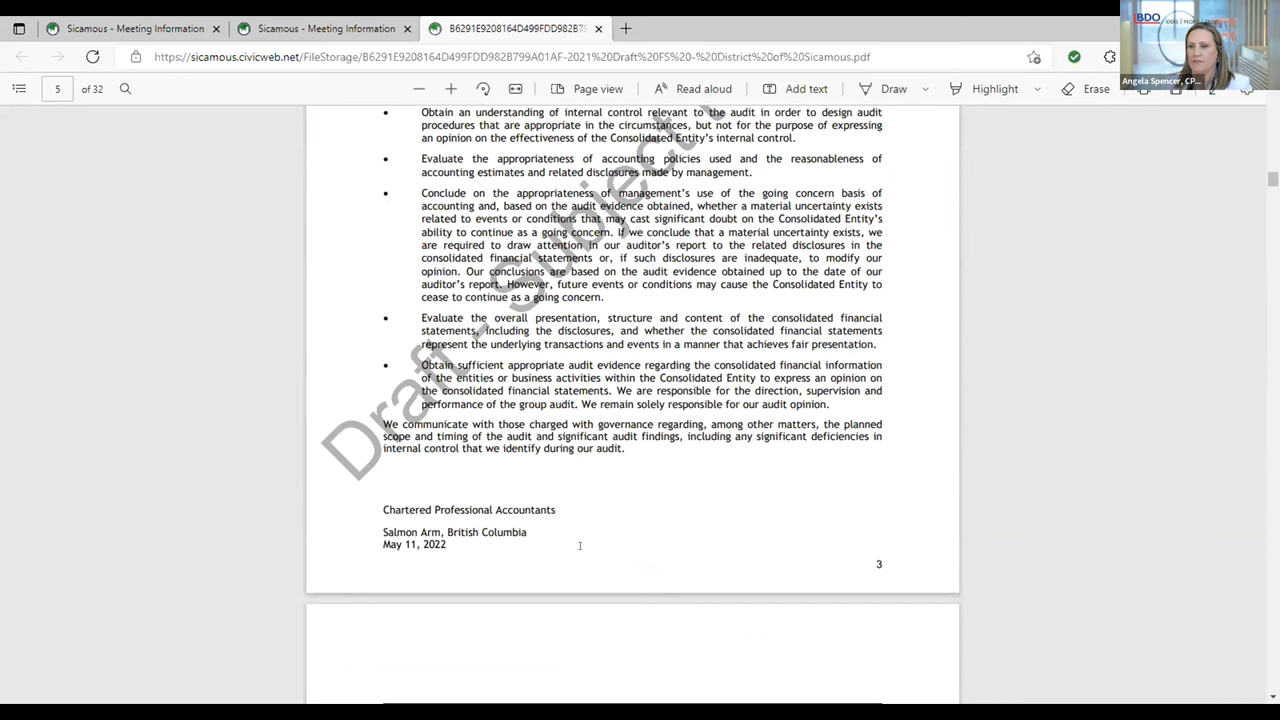 Sicamous - Meeting Information
Sicamous - Meeting Information
B6291E9208164D499FDD982B79
https://sicamous.civicweb.net/FileStorage/B6291E9208164D499FDD982B799A01AF-2021%20Draft%20FS%20-%20District%20of%20Sicamous.pdf
5 of 32
Page view
Read aloud
Add text
Draw
Highlight
Erase
BDO
Angela Spencer, CP...
• Obtain an understanding of internal control relevant to the audit in order to design audit
procedures that are appropriate in the circumstances, but not for the purpose of expressing
an opinion on the effectiveness of the Consolidated Entity's internal control.
• Evaluate the appropriateness of accounting policies used and the reasonableness of
accounting estimates and related disclosures made by management.
• Conclude on the appropriateness of management's use of the going concern basis of
accounting and, based on the audit evidence obtained, whether a material uncertainty exists
related to events or conditions that may cast significant doubt on the Consolidated Entity's
ability to continue as a going concern. If we conclude that a material uncertainty exists, we
are required to draw attention in our auditor's report to the related disclosures in the
consolidated financial statements or, if such disclosures are inadequate, to modify our
opinion. Our conclusions are based on the audit evidence obtained up to the date of our
auditor's report. However, future events or conditions may cause the Consolidated Entity to
cease to continue as a going concern.
• Evaluate the overall presentation, structure and content of the consolidated financial
statements, including the disclosures, and whether the consolidated financial statements
represent the underlying transactions and events in a manner that achieves fair presentation.
• Obtain sufficient appropriate audit evidence regarding the consolidated financial information
of the entities or business activities within the Consolidated Entity to express an opinion on
the consolidated financial statements. We are responsible for the direction, supervision and
performance of the group audit. We remain solely responsible for our audit opinion.
We communicate with those charged with governance regarding, among other matters, the planned
scope and timing of the audit and significant audit findings, including any significant deficiencies in
internal control that we identify during our audit.
Draft - Subject
Chartered Professional Accountants
Salmon Arm, British Columbia
May 11, 2022
3